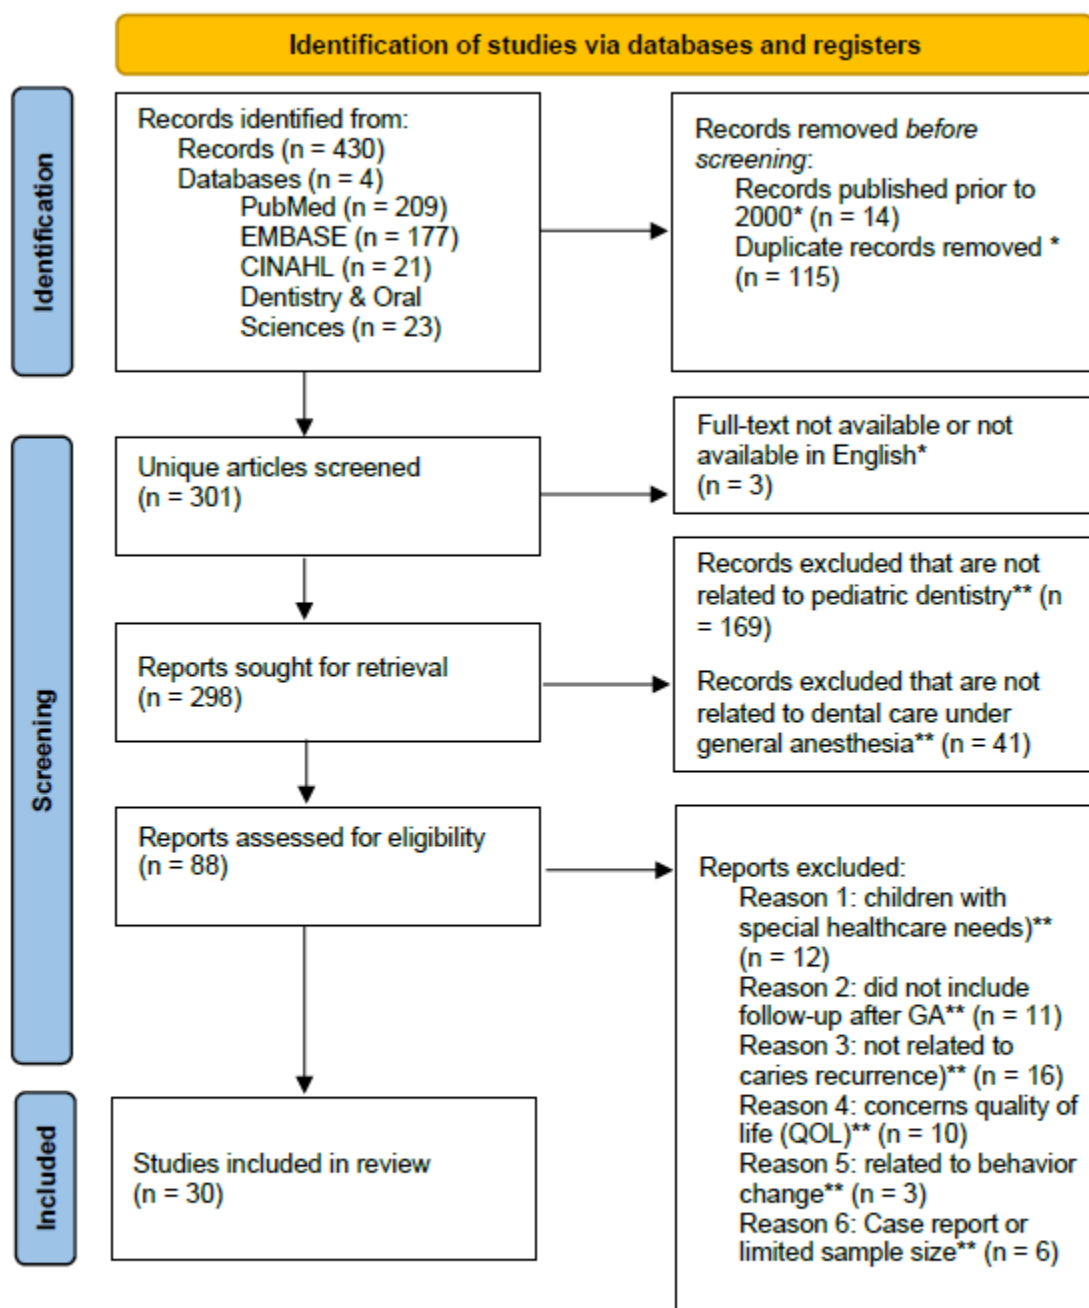 Identification of studies via databases and registers
Identification
Records identified from:
Records (n = 430)
Databases (n = 4)
PubMed (n = 209)
EMBASE (n = 177)
CINAHL (n = 21)
Dentistry & Oral
Sciences (n = 23)
Records removed before
screening:
Records published prior to
2000* (n = 14)
Duplicate records removed *
(n = 115)
Screening
Unique articles screened
(n = 301)
Full-text not available or not
available in English*
(n = 3)
Reports sought for retrieval
(n = 298)
Records excluded that are not
related to pediatric dentistry** (n
= 169)
Records excluded that are not
related to dental care under
general anesthesia** (n = 41)
Reports assessed for eligibility
(n = 88)
Reports excluded:
Reason 1: children with
special healthcare needs)**
(n = 12)
Reason 2: did not include
follow-up after GA** (n = 11)
Reason 3: not related to
caries recurrence)** (n = 16)
Reason 4: concerns quality of
life (QOL)** (n = 10)
Reason 5: related to behavior
change** (n = 3)
Reason 6: Case report or
limited sample size** (n = 6)
Included
Studies included in review
(n = 30)